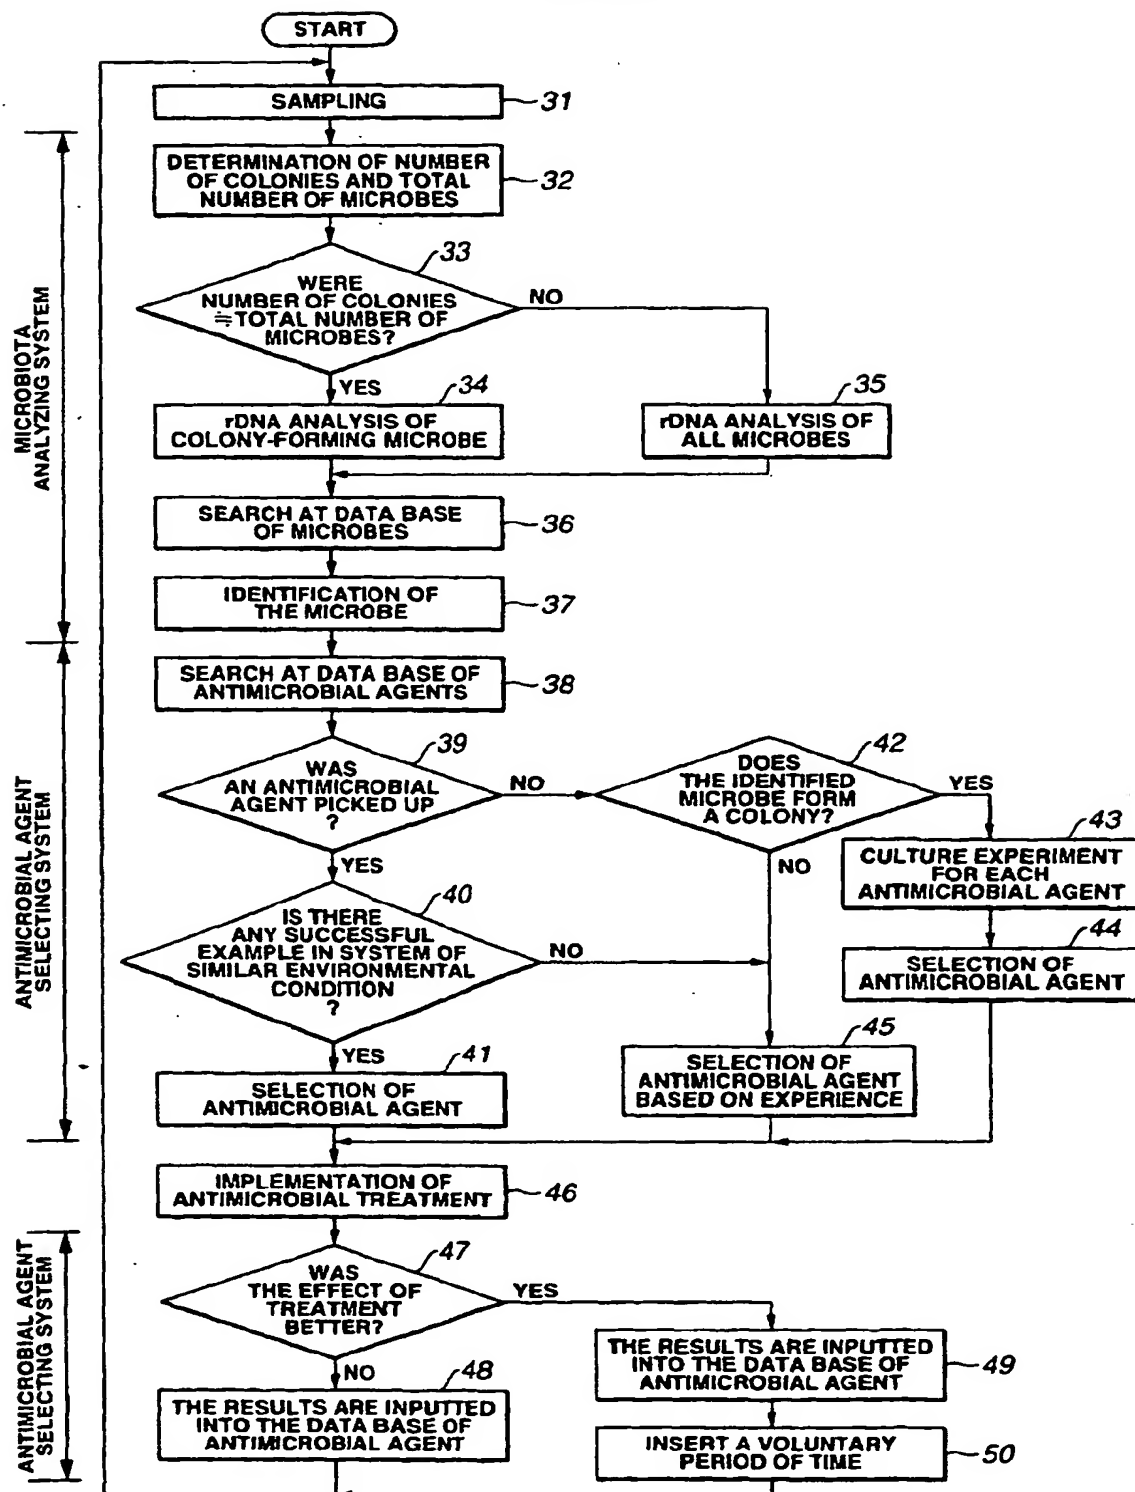 START
SAMPLING
31
DETERMINATION OF NUMBER
OF COLONIES AND TOTAL
NUMBER OF MICROBES
32
33
WERE
NUMBER OF COLONIES
≒TOTAL NUMBER OF
MICROBES?
NO
YES
34
rDNA ANALYSIS OF
COLONY-FORMING MICROBE
35
rDNA ANALYSIS OF
ALL MICROBES
MICROBIOTA
ANALYZING SYSTEM
SEARCH AT DATA BASE
OF MICROBES
36
IDENTIFICATION OF
THE MICROBE
37
SEARCH AT DATA BASE OF
ANTIMICROBIAL AGENTS
38
39
WAS
AN ANTIMICROBIAL
AGENT PICKED UP
?
NO
YES
42
DOES
THE IDENTIFIED
MICROBE FORM
A COLONY?
YES
NO
43
CULTURE EXPERIMENT
FOR EACH
ANTIMICROBIAL AGENT
44
SELECTION OF
ANTIMICROBIAL AGENT
ANTIMICROBIAL AGENT
SELECTING SYSTEM
40
IS THERE
ANY SUCCESSFUL
EXAMPLE IN SYSTEM OF
SIMILAR ENVIRONMENTAL
CONDITION
?
NO
YES
41
SELECTION OF
ANTIMICROBIAL AGENT
45
SELECTION OF
ANTIMICROBIAL AGENT
BASED ON EXPERIENCE
IMPLEMENTATION OF
ANTIMICROBIAL TREATMENT
46
47
WAS
THE EFFECT OF
TREATMENT
BETTER?
YES
NO
ANTIMICROBIAL AGENT
SELECTING SYSTEM
48
THE RESULTS ARE INPUTTED
INTO THE DATA BASE OF
ANTIMICROBIAL AGENT
THE RESULTS ARE INPUTTED
INTO THE DATA BASE OF
ANTIMICROBIAL AGENT
49
INSERT A VOLUNTARY
PERIOD OF TIME
50